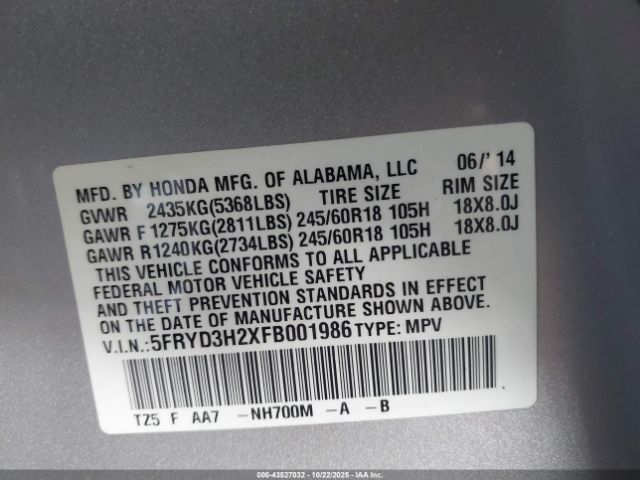 MFD. BY HONDA MFG. OF ALABAMA, LLC 06/'14
GVWR 2435KG(5368LBS) TIRE SIZE RIM SIZE
GAWR F 1275KG(2811LBS) 245/60R18 105H 18X8.0J
GAWR R1240KG(2734LBS) 245/60R18 105H 18X8.0J
THIS VEHICLE CONFORMS TO ALL APPLICABLE
FEDERAL MOTOR VEHICLE SAFETY
AND THEFT PREVENTION STANDARDS IN EFFECT
ON THE DATE OF MANUFACTURE SHOWN ABOVE.
V.I.N.:5FRYD3H2XFB001986 TYPE: MPV
TZ5 F AA7 -NH700M -A -B
000-43527032 | 10/22/2025 | IAAI.COM